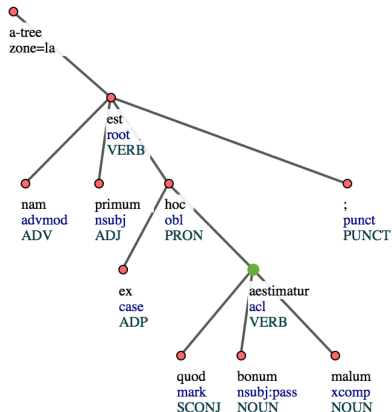 a-tree
zone=la
est
root
VERB
nam
advmod
ADV
primum
nsubj
ADJ
hoc
obl
PRON
;
punct
PUNCT
ex
case
ADP
aestimatur
acl
VERB
quod
mark
SCONJ
bonum
nsubj:pass
NOUN
malum
xcomp
NOUN